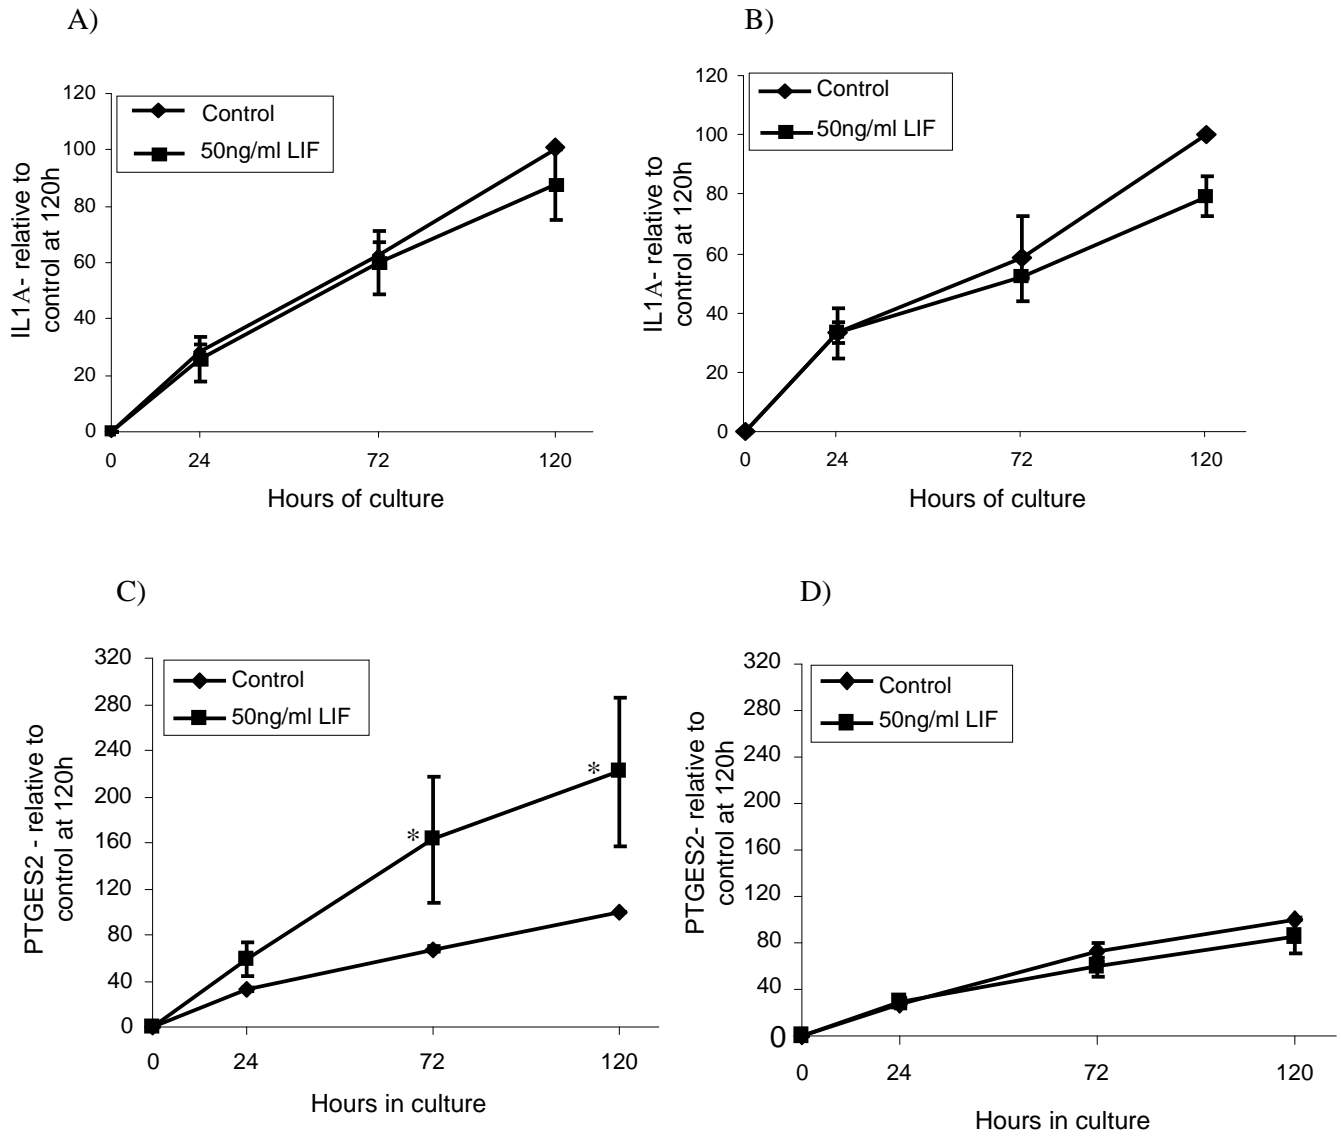 A)
IL1A- relative to
control at 120h
120
100
80
60
40
20
0
Control
50ng/ml LIF
0 24 72 120
Hours of culture
B)
IL1A- relative to
control at 120h
120
100
80
60
40
20
0
Control
50ng/ml LIF
0 24 72 120
Hours of culture
C)
PTGES2 - relative to
control at 120h
320
280
240
200
160
120
80
40
0
Control
50ng/ml LIF
*
*
0 24 72 120
Hours in culture
D)
PTGES2- relative to
control at 120h
320
280
240
200
160
120
80
40
0
Control
50ng/ml LIF
0 24 72 120
Hours in culture